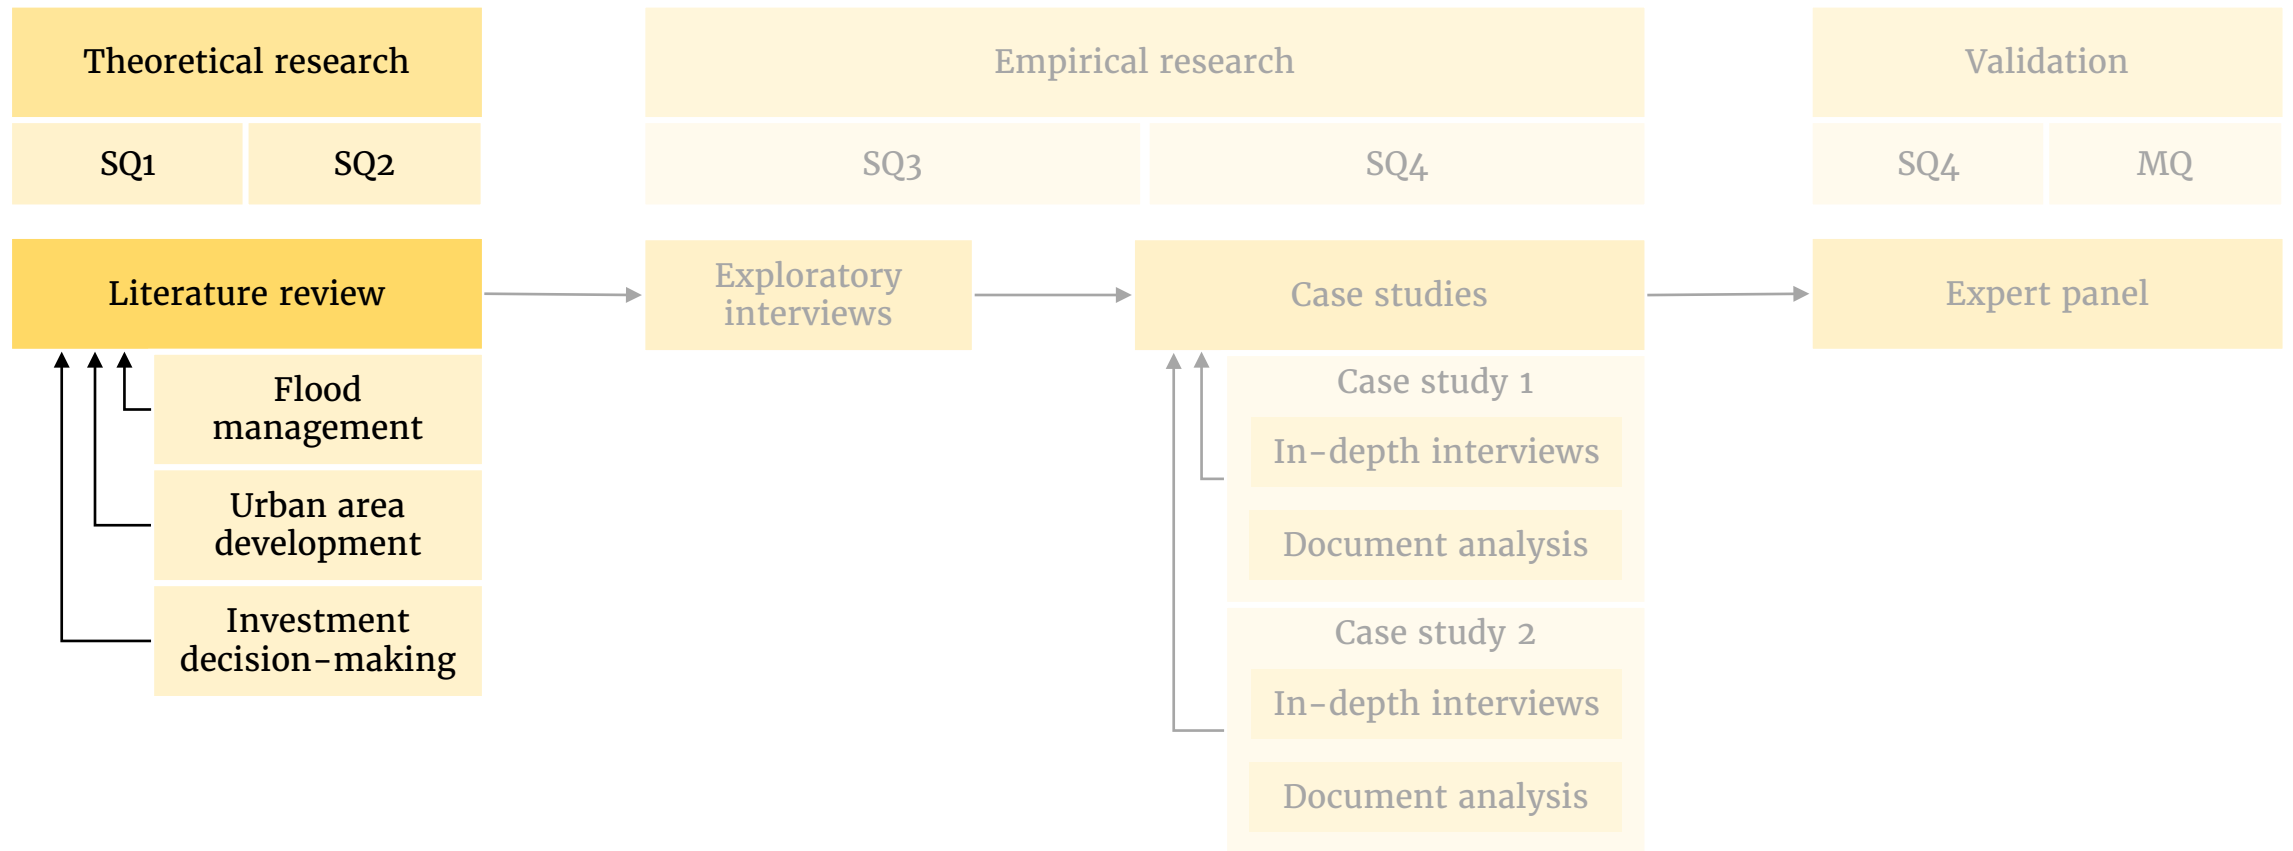 Theoretical research
Empirical research
Validation
SQ1
SQ2
SQ3
SQ4
SQ4
MQ
Literature review
Exploratory
interviews
Case studies
Expert panel
Flood
management
Urban area
development
Investment
decision-making
Case study 1
In-depth interviews
Document analysis
Case study 2
In-depth interviews
Document analysis